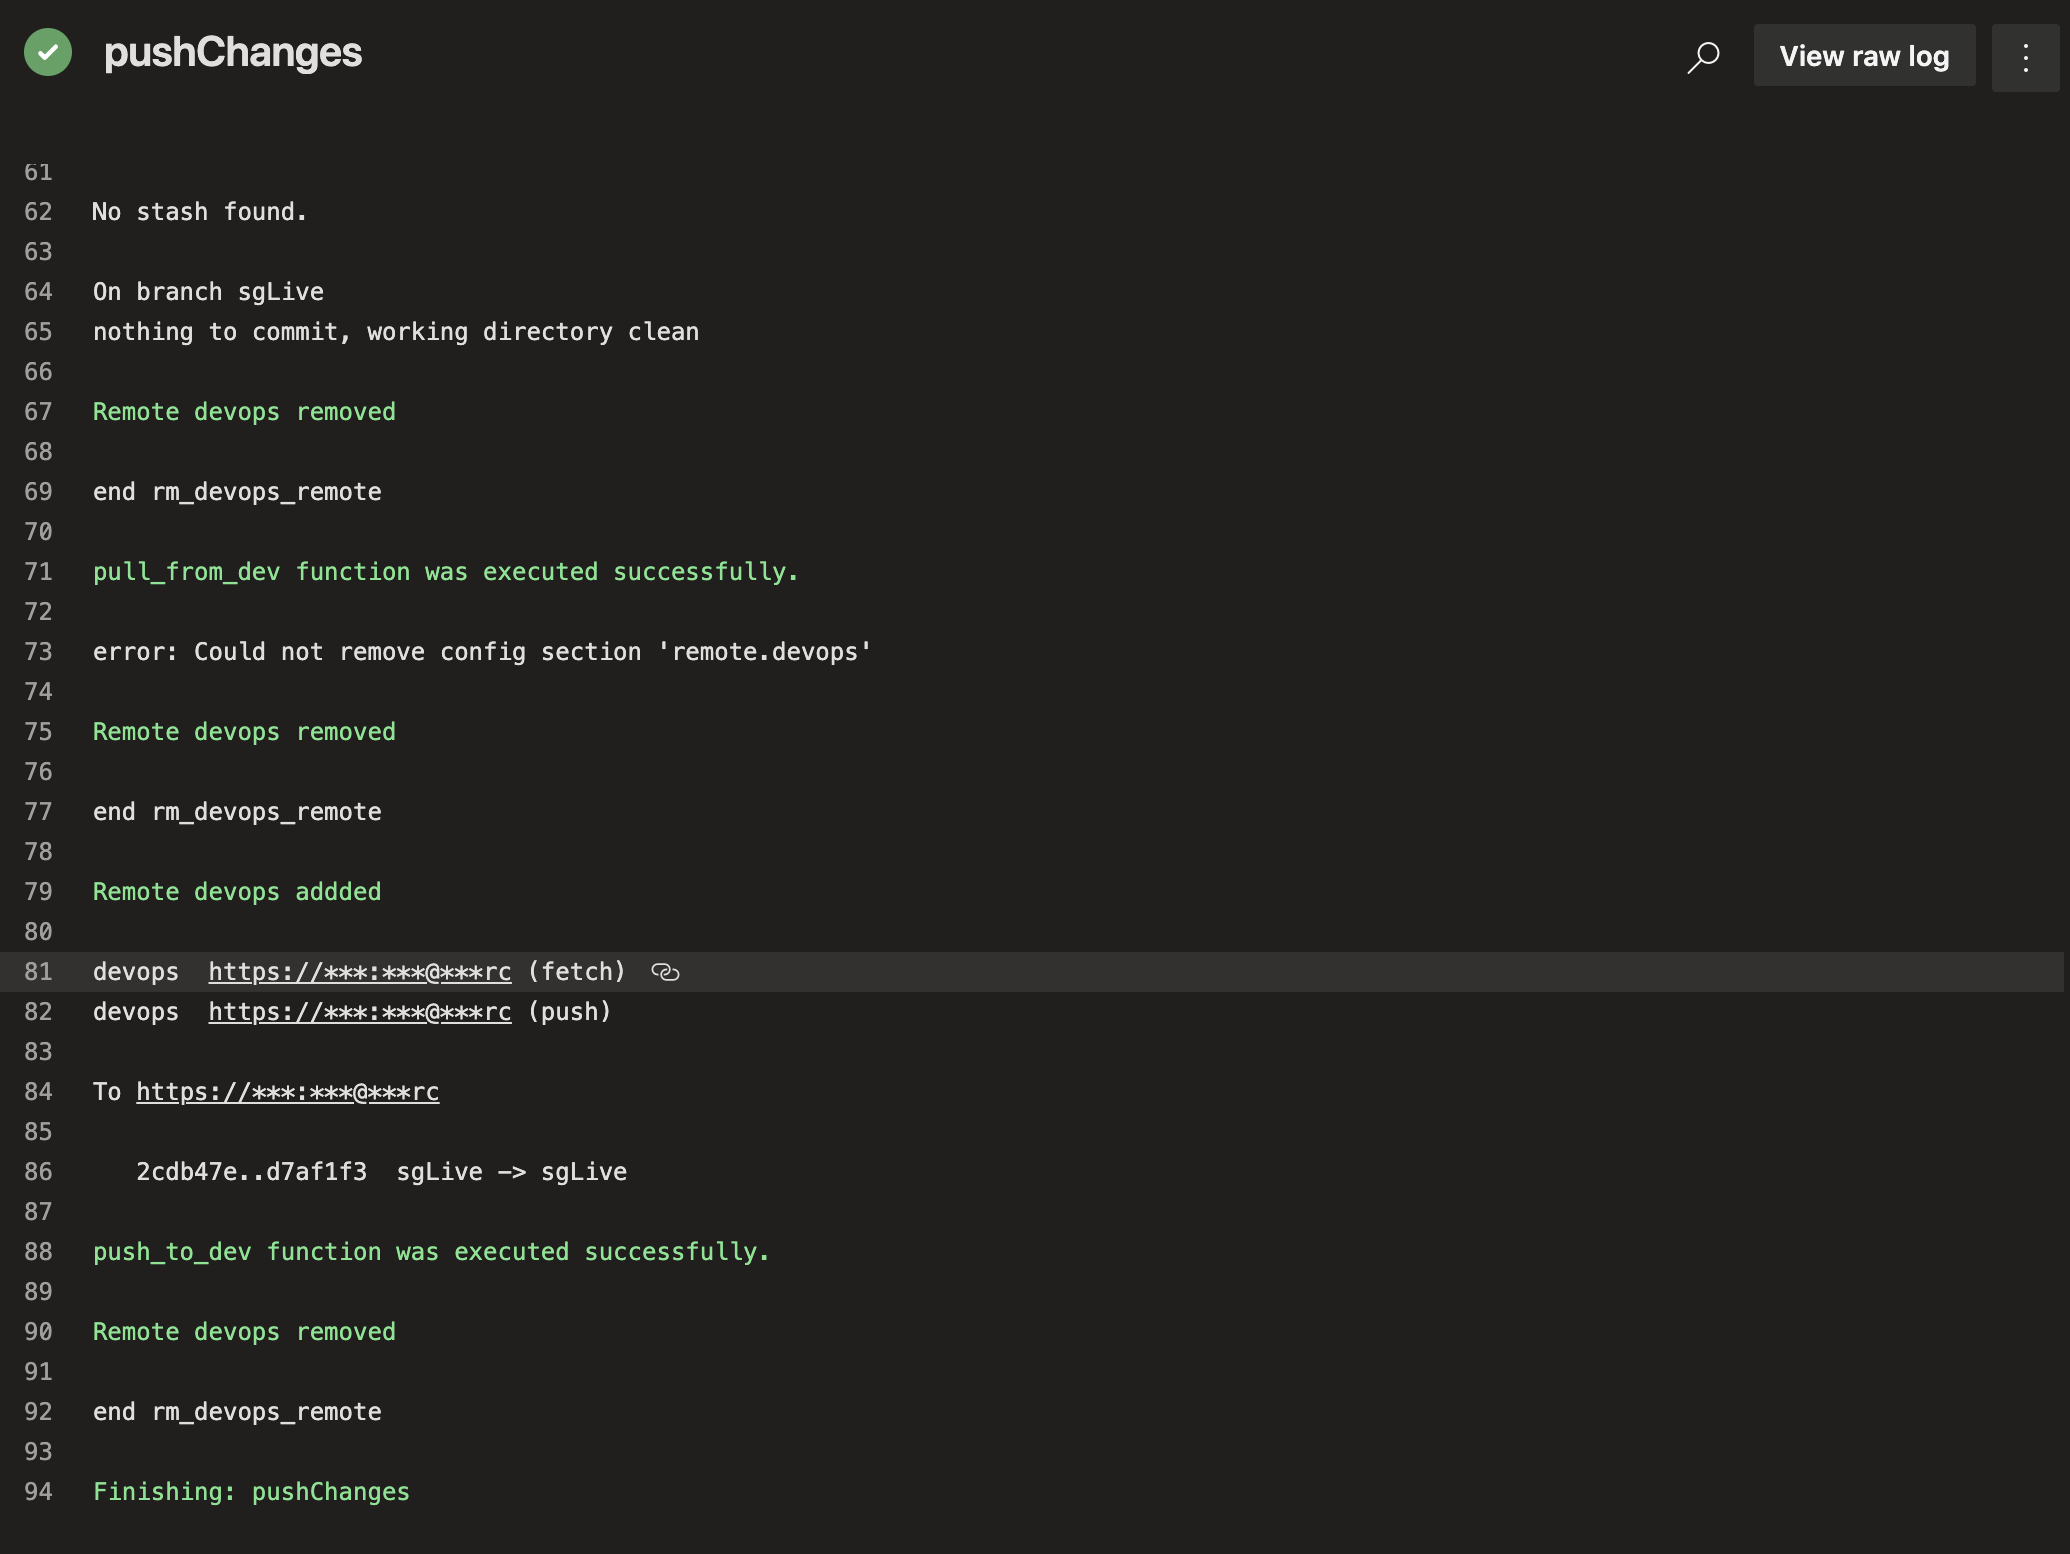 pushChanges
View raw log
61
62 No stash found.
63
64 On branch sgLive
65 nothing to commit, working directory clean
66
67 Remote devops removed
68
69 end rm_devops_remote
70
71 pull_from_dev function was executed successfully.
72
73 error: Could not remove config section 'remote.devops'
74
75 Remote devops removed
76
77 end rm_devops_remote
78
79 Remote devops addded
80
81 devops  https://***:***@***rc (fetch)
82 devops  https://***:***@***rc (push)
83
84 To https://***:***@***rc
85
86    2cdb47e..d7af1f3  sgLive -> sgLive
87
88 push_to_dev function was executed successfully.
89
90 Remote devops removed
91
92 end rm_devops_remote
93
94 Finishing: pushChanges